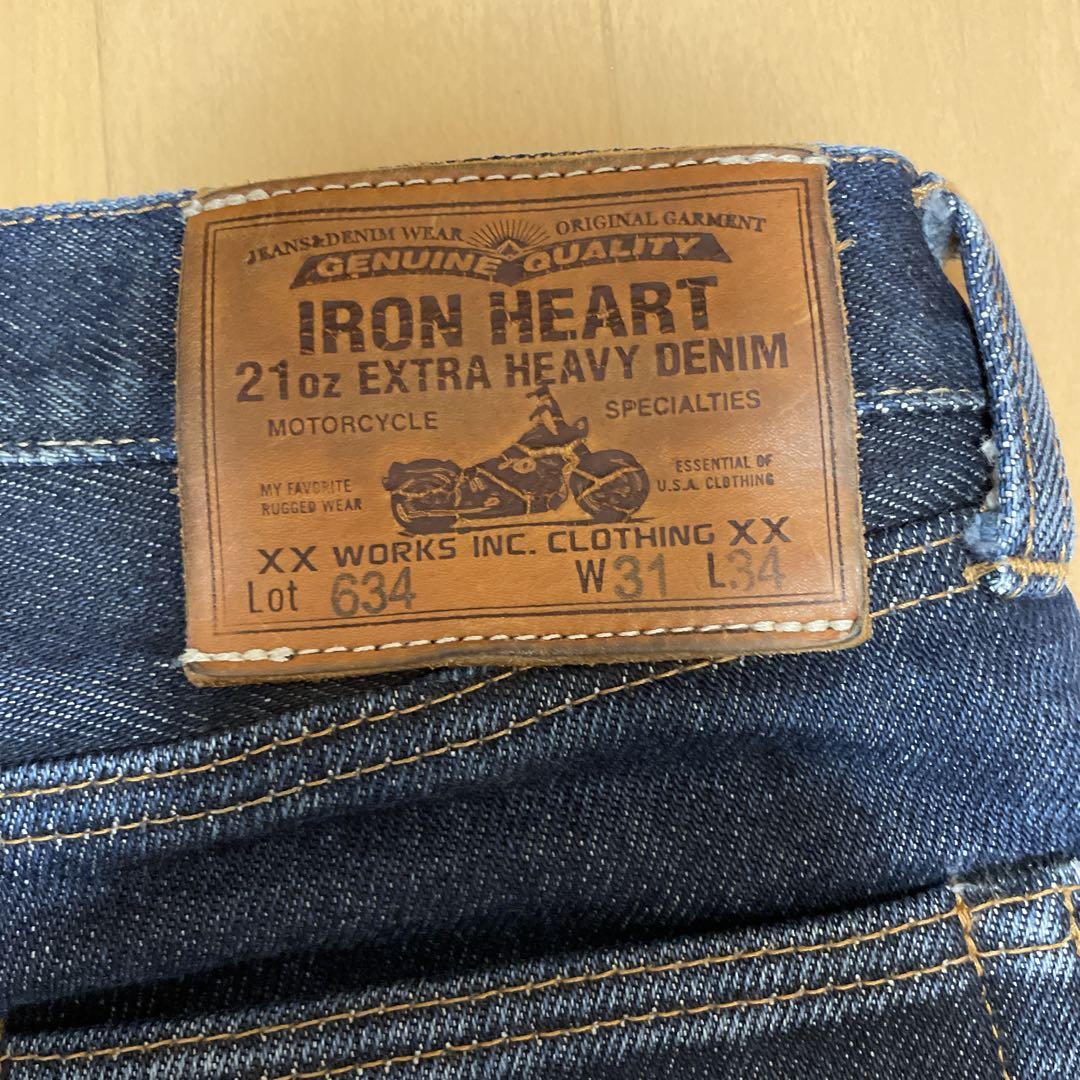 JEANS&DENIM WEAR ORIGINAL GARMENT
GENUINE QUALITY
IRON HEART
21oz EXTRA HEAVY DENIM
MOTORCYCLE SPECIALTIES
MY FAVORITE
RUGGED WEAR
ESSENTIAL OF
U.S.A. CLOTHING
XX WORKS INC. CLOTHING XX
Lot 634 W31 L34